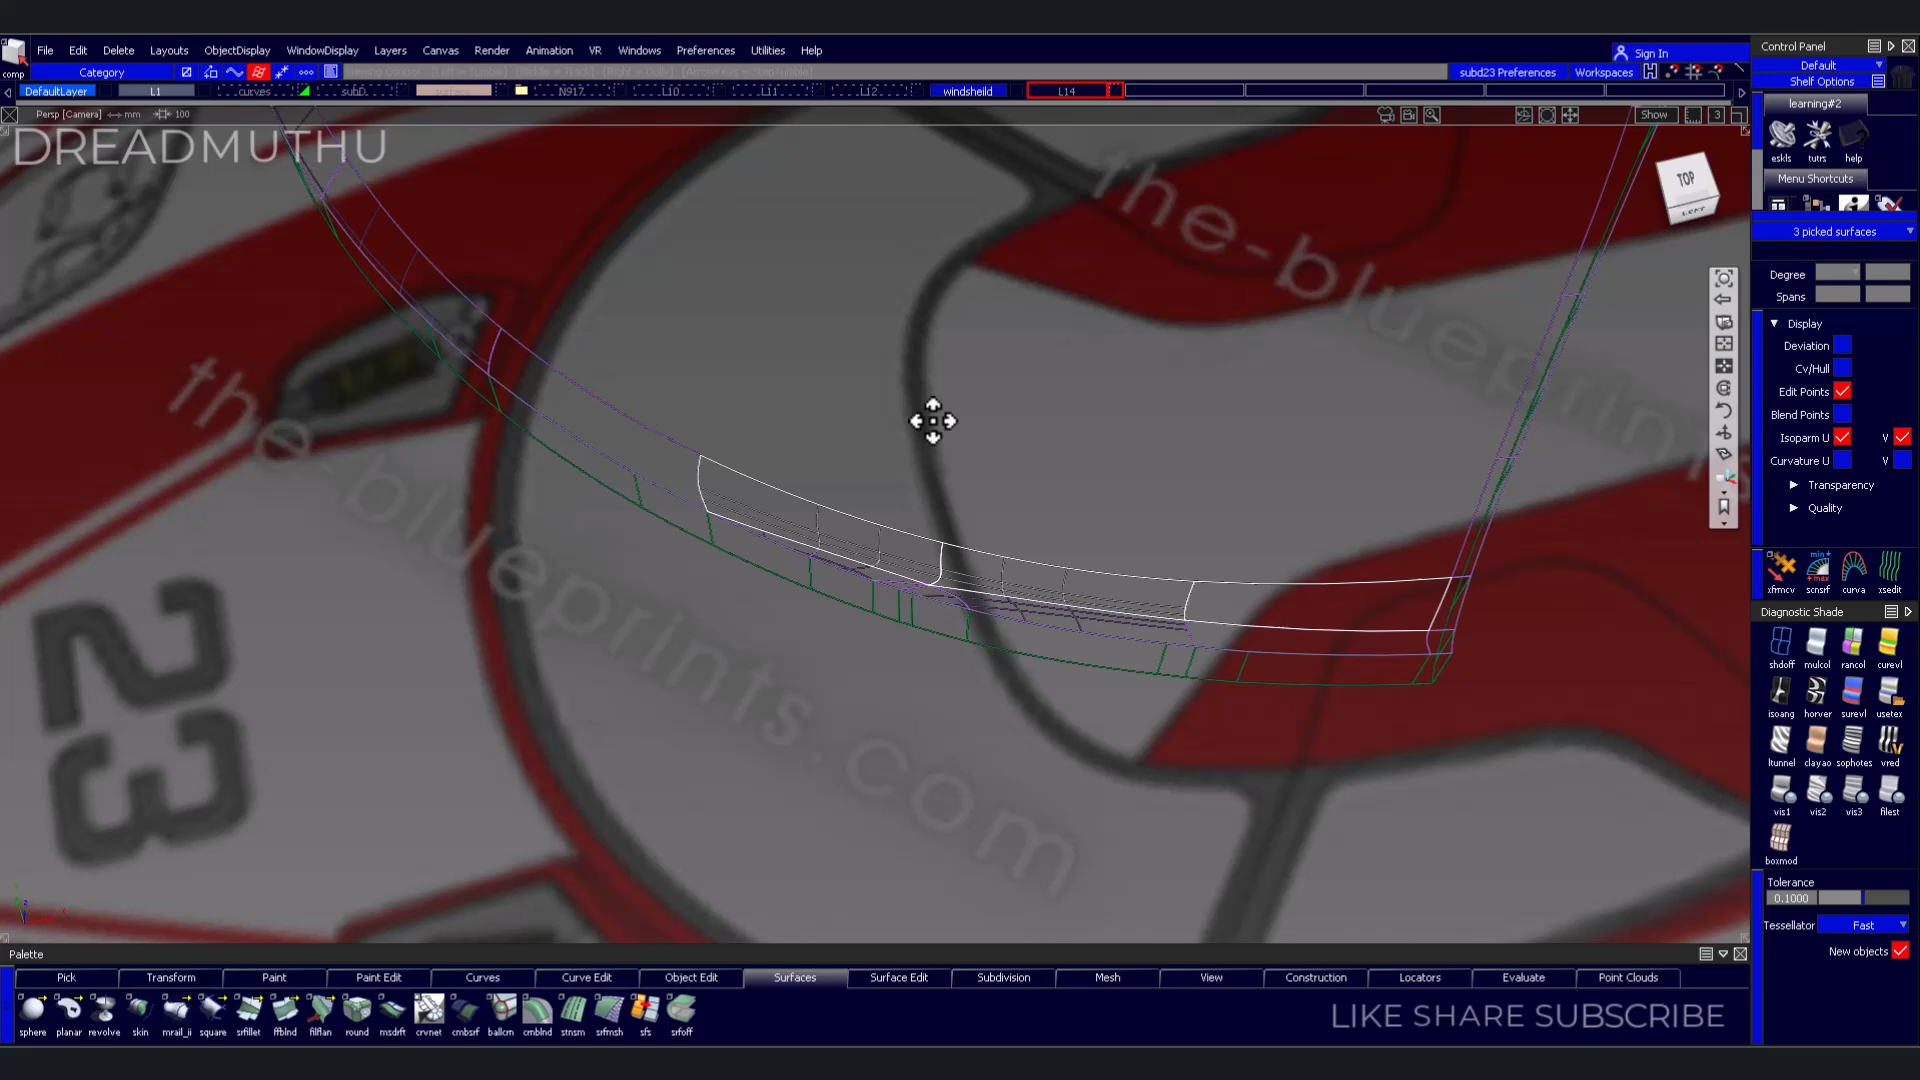 File Edit Delete Layouts ObjectDisplay WindowDisplay Layers Canvas Render Animation VR Windows Preferences Utilities Help
Sign In
comp
Category
subd23 Preferences Workspaces
DefaultLayer L1 curves subD surface N917 L10 L11 L12 windsheild L14
Persp [Camera] mm 100
Show 3
DREADMUTHU
TOP
LEFT
the-blueprints
the-blueprints.com
23
Control Panel
Default
Shelf Options
learning#2
eskls tutrs help
Menu Shortcuts
3 picked surfaces
Degree
Spans
Display
Deviation
Cv/Hull
Edit Points
Blend Points
Isoparm U V
Curvature U V
Transparency
Quality
xfrmcv scnsrf curva xsedit
Diagnostic Shade
shdoff mulcol rancol curevl
isoang horver surevl usetex
ltunnel clayao sophotes vred
vis1 vis2 vis3 filest
boxmod
Tolerance
0.1000
Tessellator Fast
New objects
Palette
Pick Transform Paint Paint Edit Curves Curve Edit Object Edit Surfaces Surface Edit Subdivision Mesh View Construction Locators Evaluate Point Clouds
sphere planar revolve skin mrail_ii square srfillet ffblnd filflan round msdrft crvnet cmbsrf ballcrn cmblnd stnsm srfmsh sfs srfoff
LIKE SHARE SUBSCRIBE